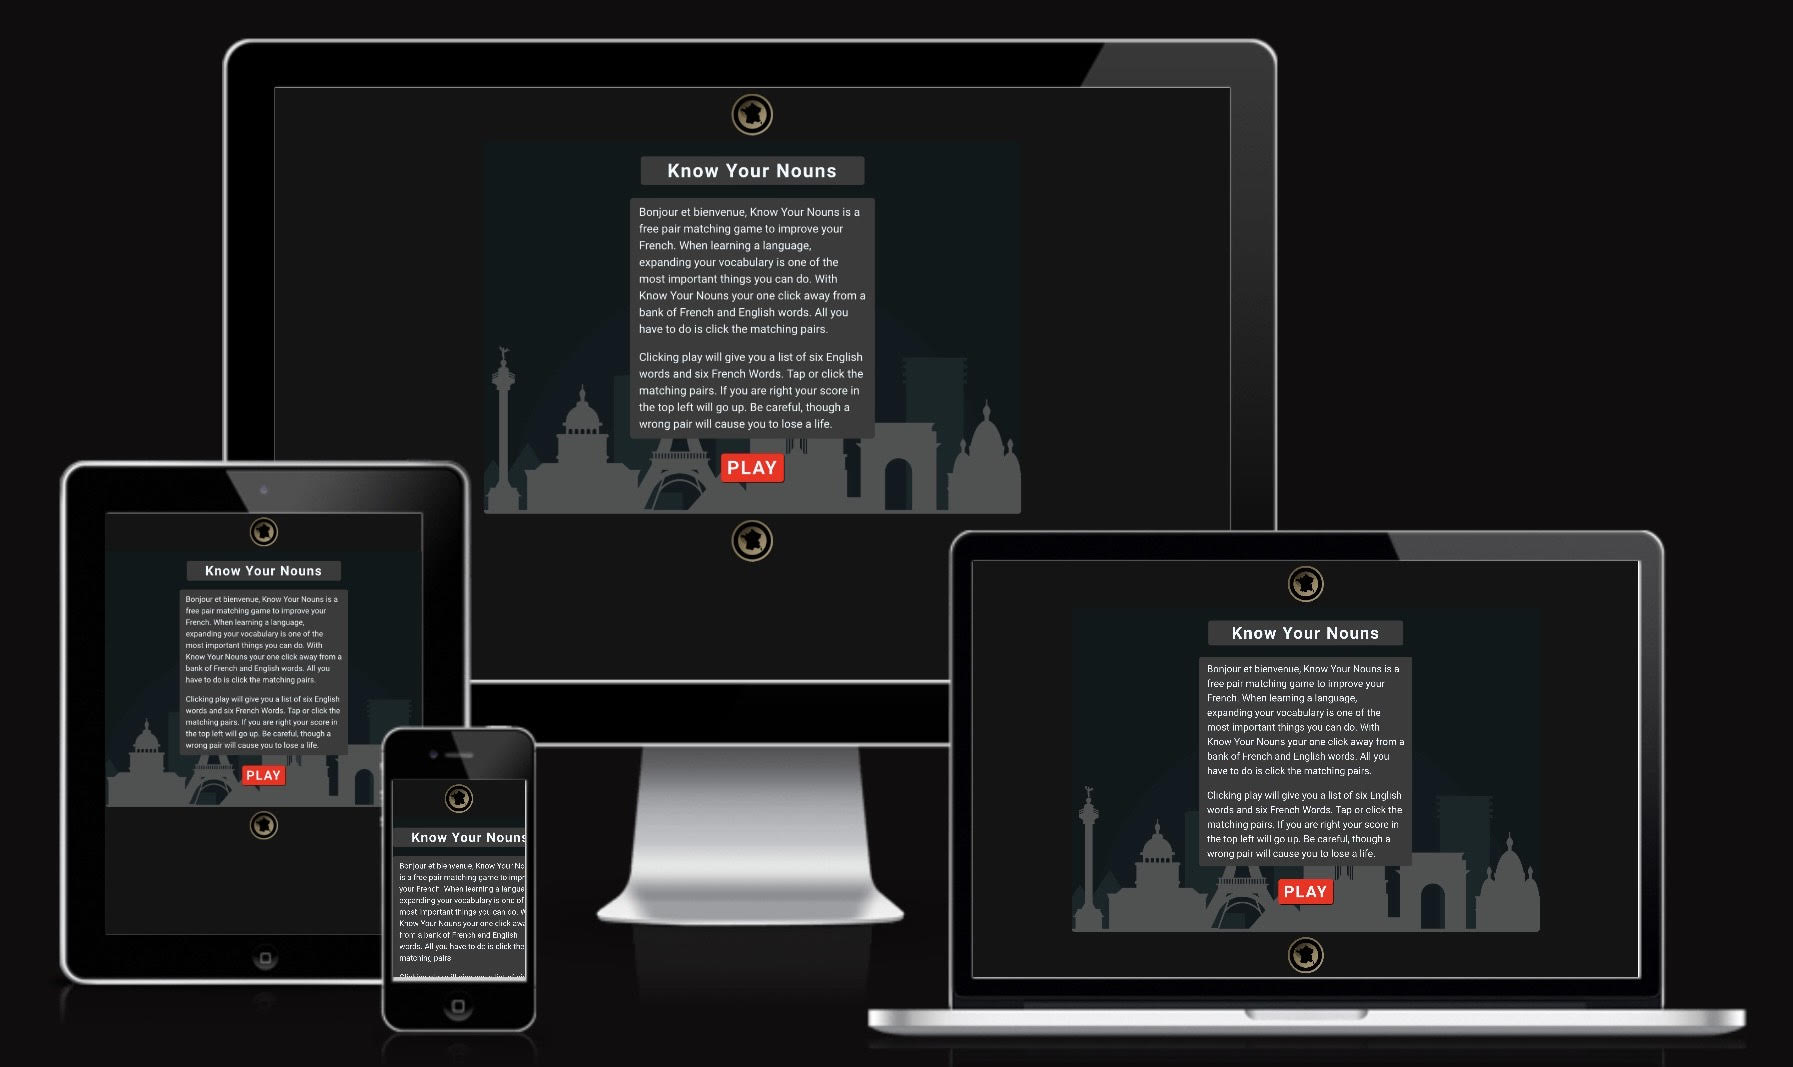 Know Your Nouns
Bonjour et bienvenue, Know Your Nouns is a
free pair matching game to improve your
French. When learning a language,
expanding your vocabulary is one of the
most important things you can do. With
Know Your Nouns your one click away from a
bank of French and English words. All you
have to do is click the matching pairs.
Clicking play will give you a list of six English
words and six French Words. Tap or click the
matching pairs. If you are right your score in
the top left will go up. Be careful, though a
wrong pair will cause you to lose a life.
PLAY
Know Your Nouns
Bonjour et bienvenue, Know Your Nouns is a
free pair matching game to improve your
French. When learning a language,
expanding your vocabulary is one of the
most important things you can do. With
Know Your Nouns your one click away from a
bank of French and English words. All you
have to do is click the matching pairs.
Clicking play will give you a list of six English
words and six French Words. Tap or click the
matching pairs. If you are right your score in
the top left will go up. Be careful, though a
wrong pair will cause you to lose a life.
PLAY
Know Your Nouns
Bonjour et bienvenue, Know Your No
is a free pair matching game to impr
your French. When learning a langua
expanding your vocabulary is one of
most important things you can do. W
Know Your Nouns your one click awa
from a bank of French and English
words. All you have to do is click the
matching pairs
Know Your Nouns
Bonjour et bienvenue, Know Your Nouns is a
free pair matching game to improve your
French. When learning a language,
expanding your vocabulary is one of the
most important things you can do. With
Know Your Nouns your one click away from a
bank of French and English words. All you
have to do is click the matching pairs.
Clicking play will give you a list of six English
words and six French Words. Tap or click the
matching pairs. If you are right your score in
the top left will go up. Be careful, though a
wrong pair will cause you to lose a life.
PLAY